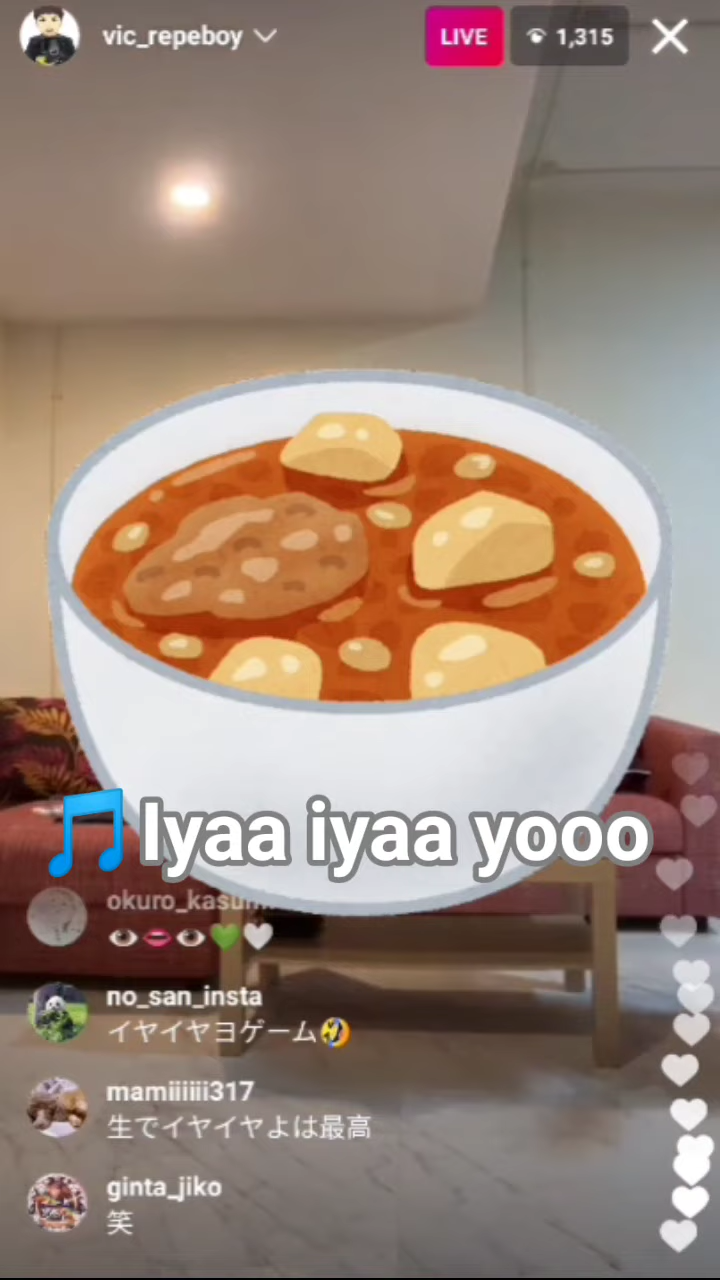 vic_repeboy
LIVE
1,315
🎵Iyaa iyaa yooo
👁👄👁💚🤍
no_san_insta
イヤイヤヨゲーム🤣
mamiiiiiii317
生でイヤイヤよは最高
ginta_jiko
笑